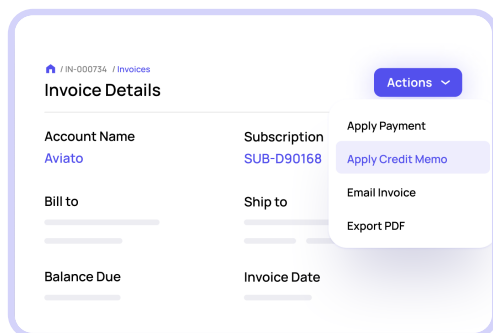 / IN-000734 / Invoices
Invoice Details
Actions
Account Name
Aviato
Subscription
SUB-D90168
Apply Payment
Apply Credit Memo
Email Invoice
Export PDF
Bill to
Ship to
Balance Due
Invoice Date